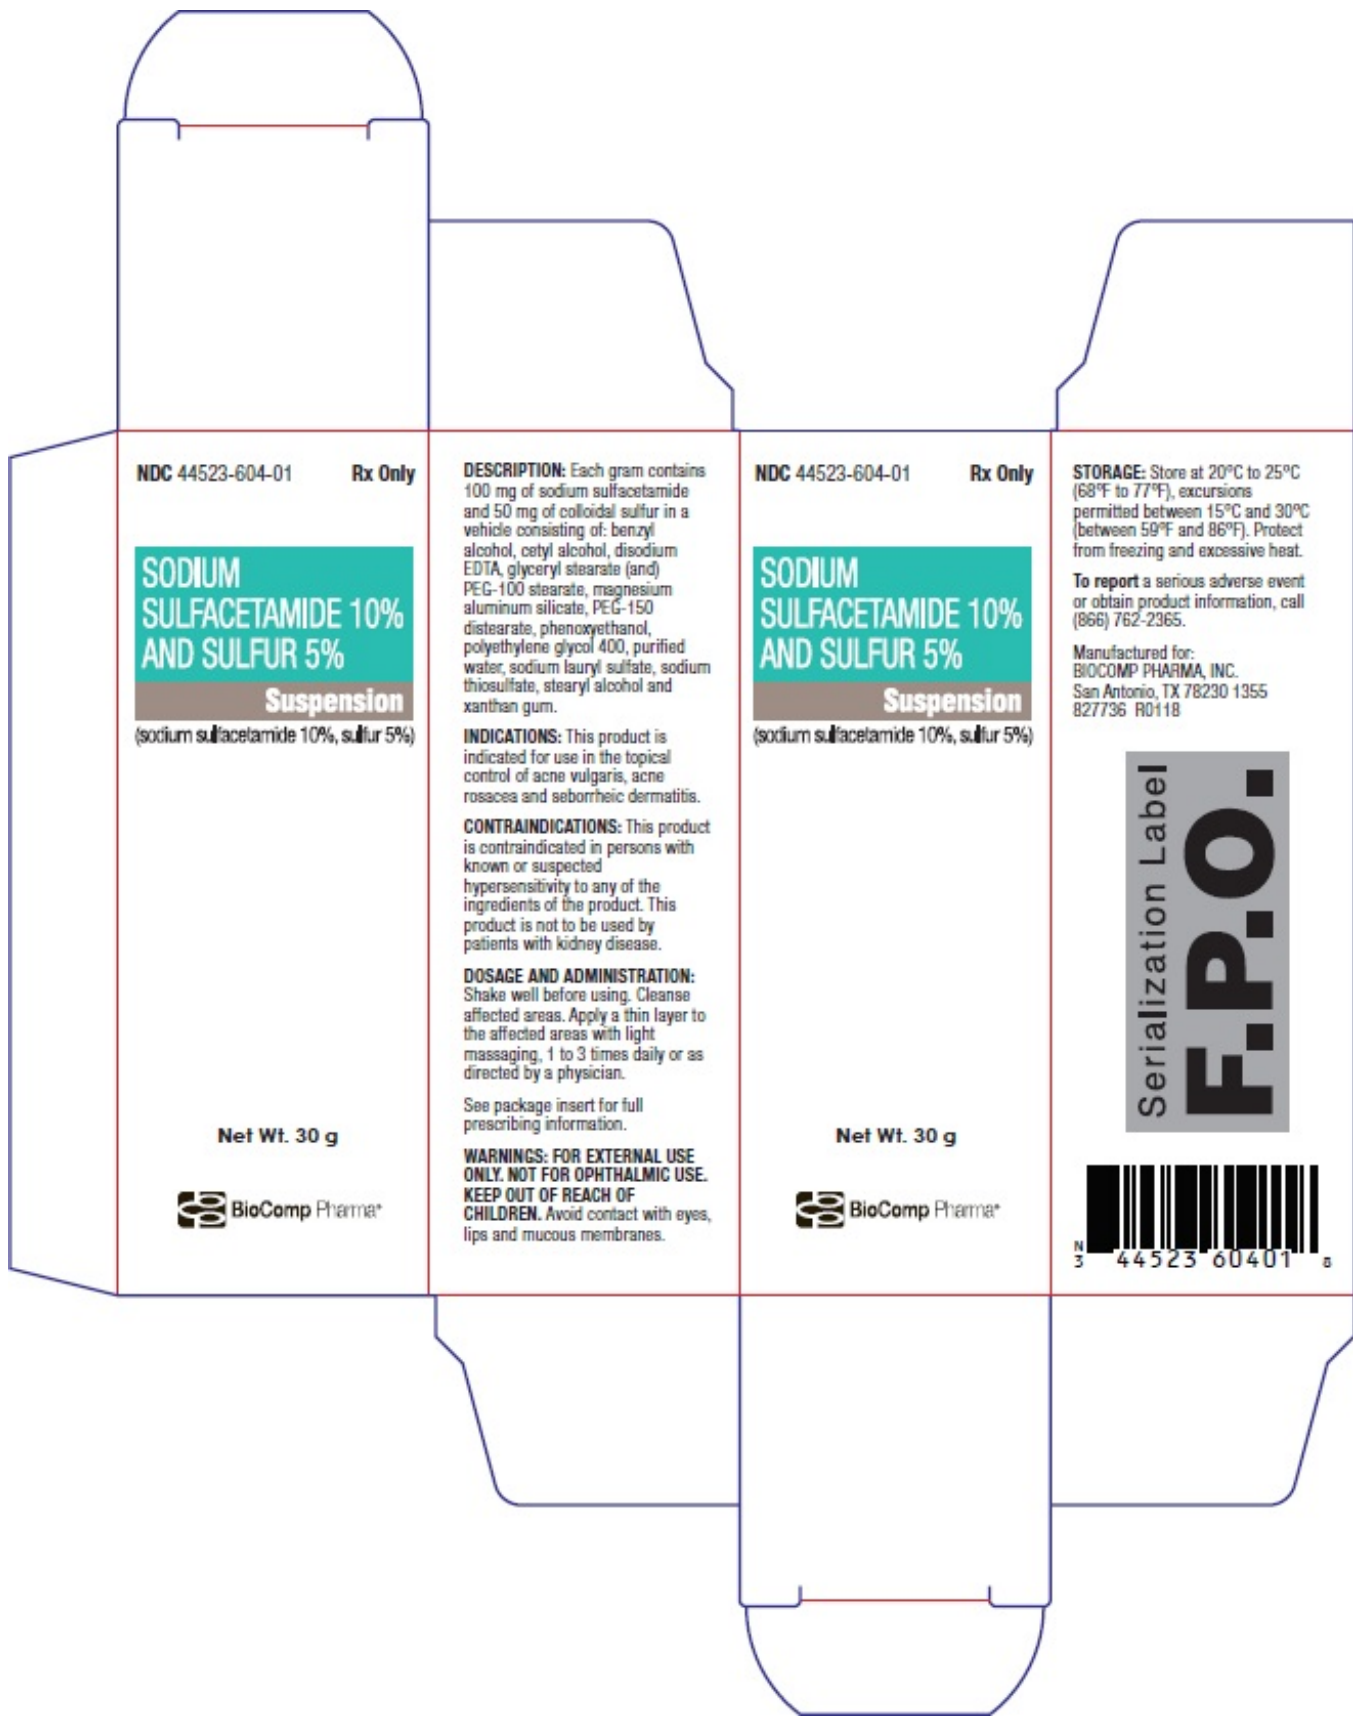 NDC 44523-604-01 Rx Only
SODIUM
SULFACETAMIDE 10%
AND SULFUR 5%
Suspension
(sodium sulfacetamide 10%, sulfur 5%)
Net Wt. 30 g
BioComp Pharma®
DESCRIPTION: Each gram contains
100 mg of sodium sulfacetamide
and 50 mg of colloidal sulfur in a
vehicle consisting of: benzyl
alcohol, cetyl alcohol, disodium
EDTA, glyceryl stearate (and)
PEG-100 stearate, magnesium
aluminum silicate, PEG-150
distearate, phenoxyethanol,
polyethylene glycol 400, purified
water, sodium lauryl sulfate, sodium
thiosulfate, stearyl alcohol and
xanthan gum.
INDICATIONS: This product is
indicated for use in the topical
control of acne vulgaris, acne
rosacea and seborrheic dermatitis.
CONTRAINDICATIONS: This product
is contraindicated in persons with
known or suspected
hypersensitivity to any of the
ingredients of the product. This
product is not to be used by
patients with kidney disease.
DOSAGE AND ADMINISTRATION:
Shake well before using. Cleanse
affected areas. Apply a thin layer to
the affected areas with light
massaging, 1 to 3 times daily or as
directed by a physician.
See package insert for full
prescribing information.
WARNINGS: FOR EXTERNAL USE
ONLY. NOT FOR OPHTHALMIC USE.
KEEP OUT OF REACH OF
CHILDREN. Avoid contact with eyes,
lips and mucous membranes.
NDC 44523-604-01 Rx Only
SODIUM
SULFACETAMIDE 10%
AND SULFUR 5%
Suspension
(sodium sulfacetamide 10%, sulfur 5%)
Net Wt. 30 g
BioComp Pharma®
STORAGE: Store at 20°C to 25°C
(68°F to 77°F), excursions
permitted between 15°C and 30°C
(between 59°F and 86°F). Protect
from freezing and excessive heat.
To report a serious adverse event
or obtain product information, call
(866) 762-2365.
Manufactured for:
BIOCOMP PHARMA, INC.
San Antonio, TX 78230 1355
827736 R0118
Serialization Label
F.P.O.
N
3 44523 60401 8